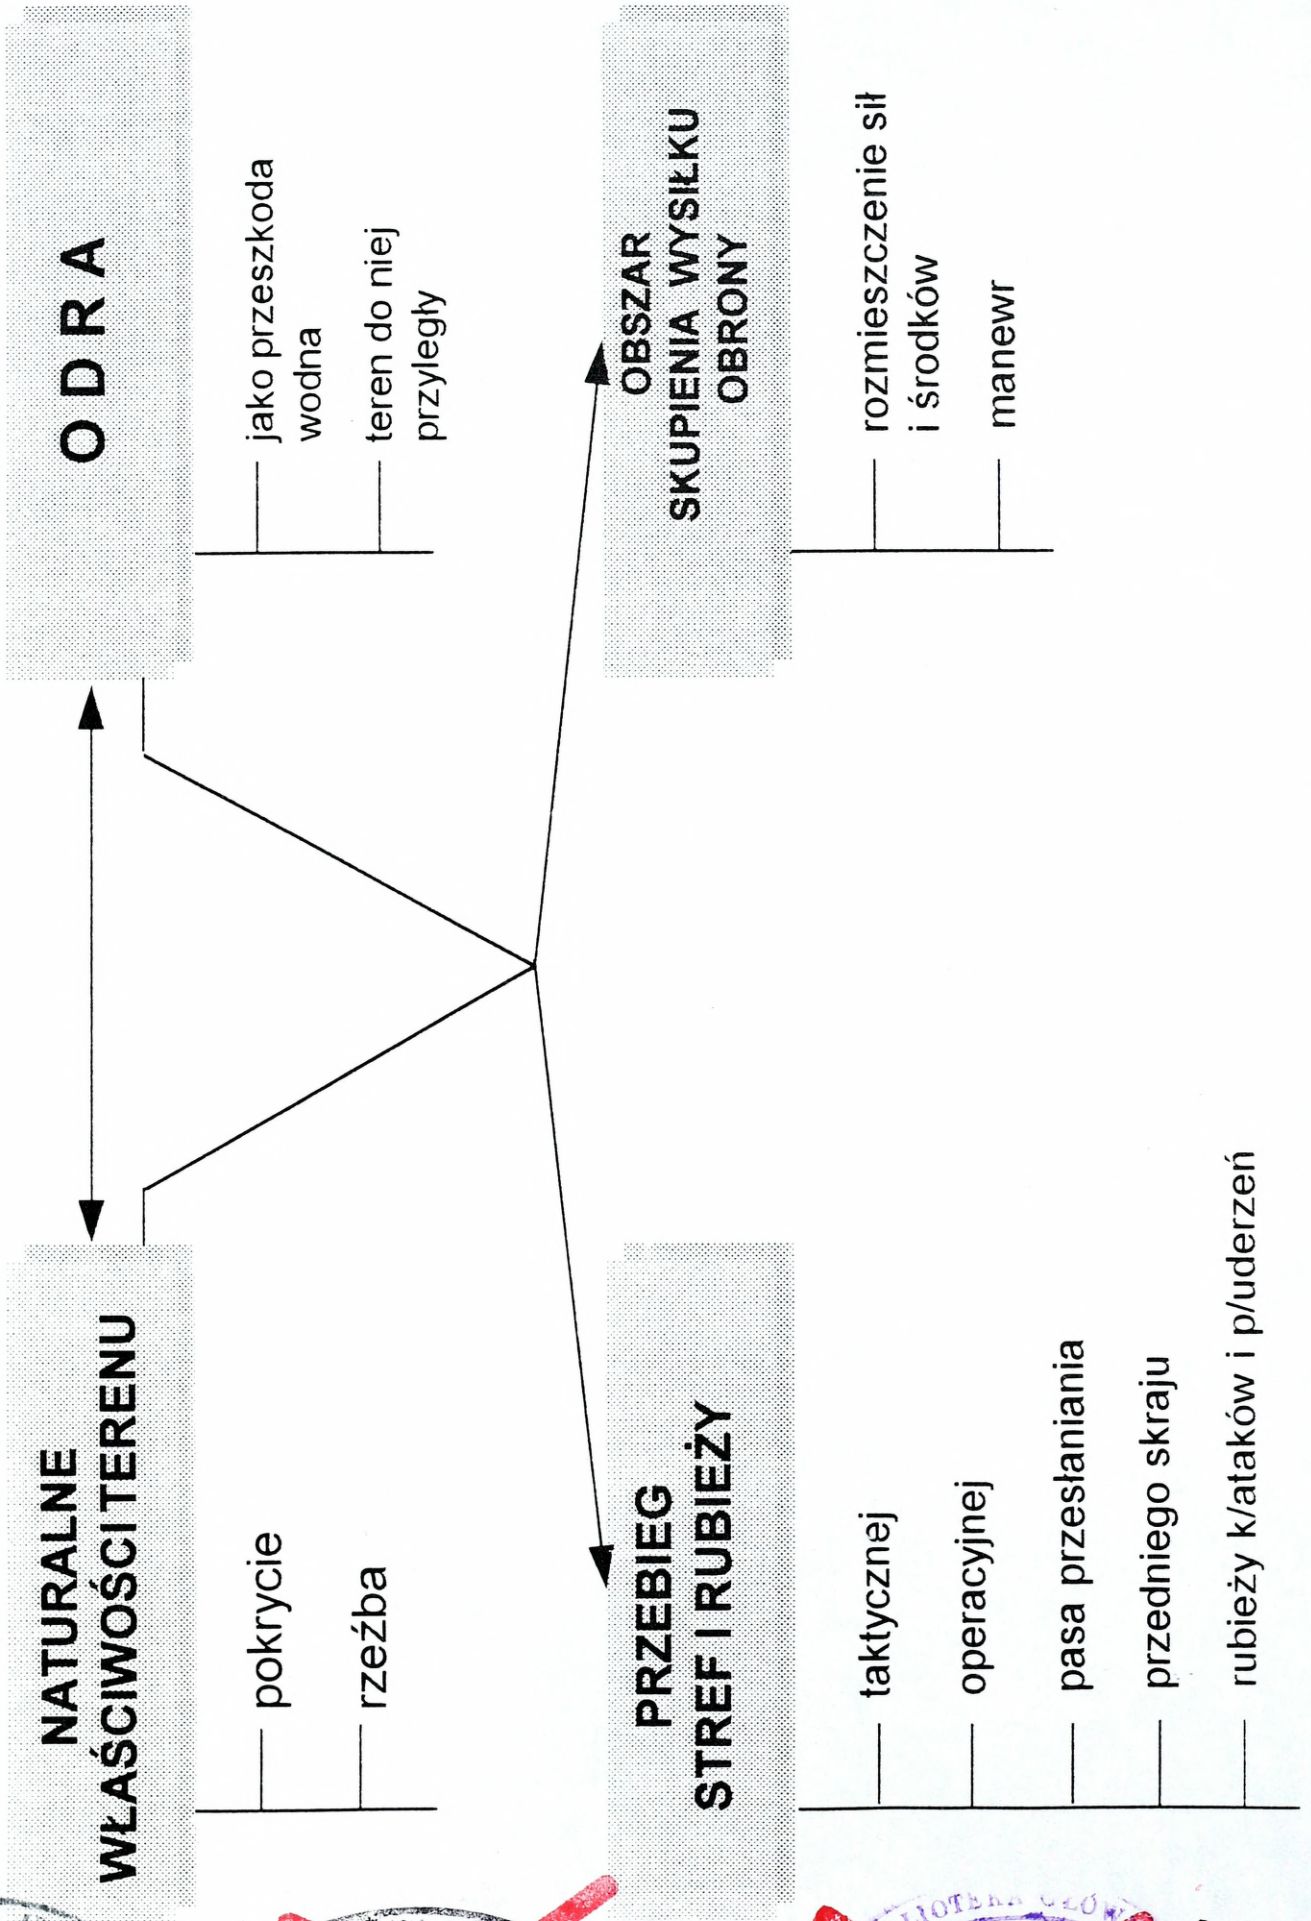 NATURALNE
WŁAŚCIWOŚCI TERENU
pokrycie
rzeźba
O D R A
jako przeszkoda
wodna
teren do niej
przyległy
PRZEBIEG
STREF I RUBIEŻY
taktycznej
operacyjnej
pasa przesłaniania
przedniego skraju
rubieży k/ataków i p/uderzeń
OBSZAR
SKUPIENIA WYSIŁKU
OBRONY
rozmieszczenie sił
i środków
manewr